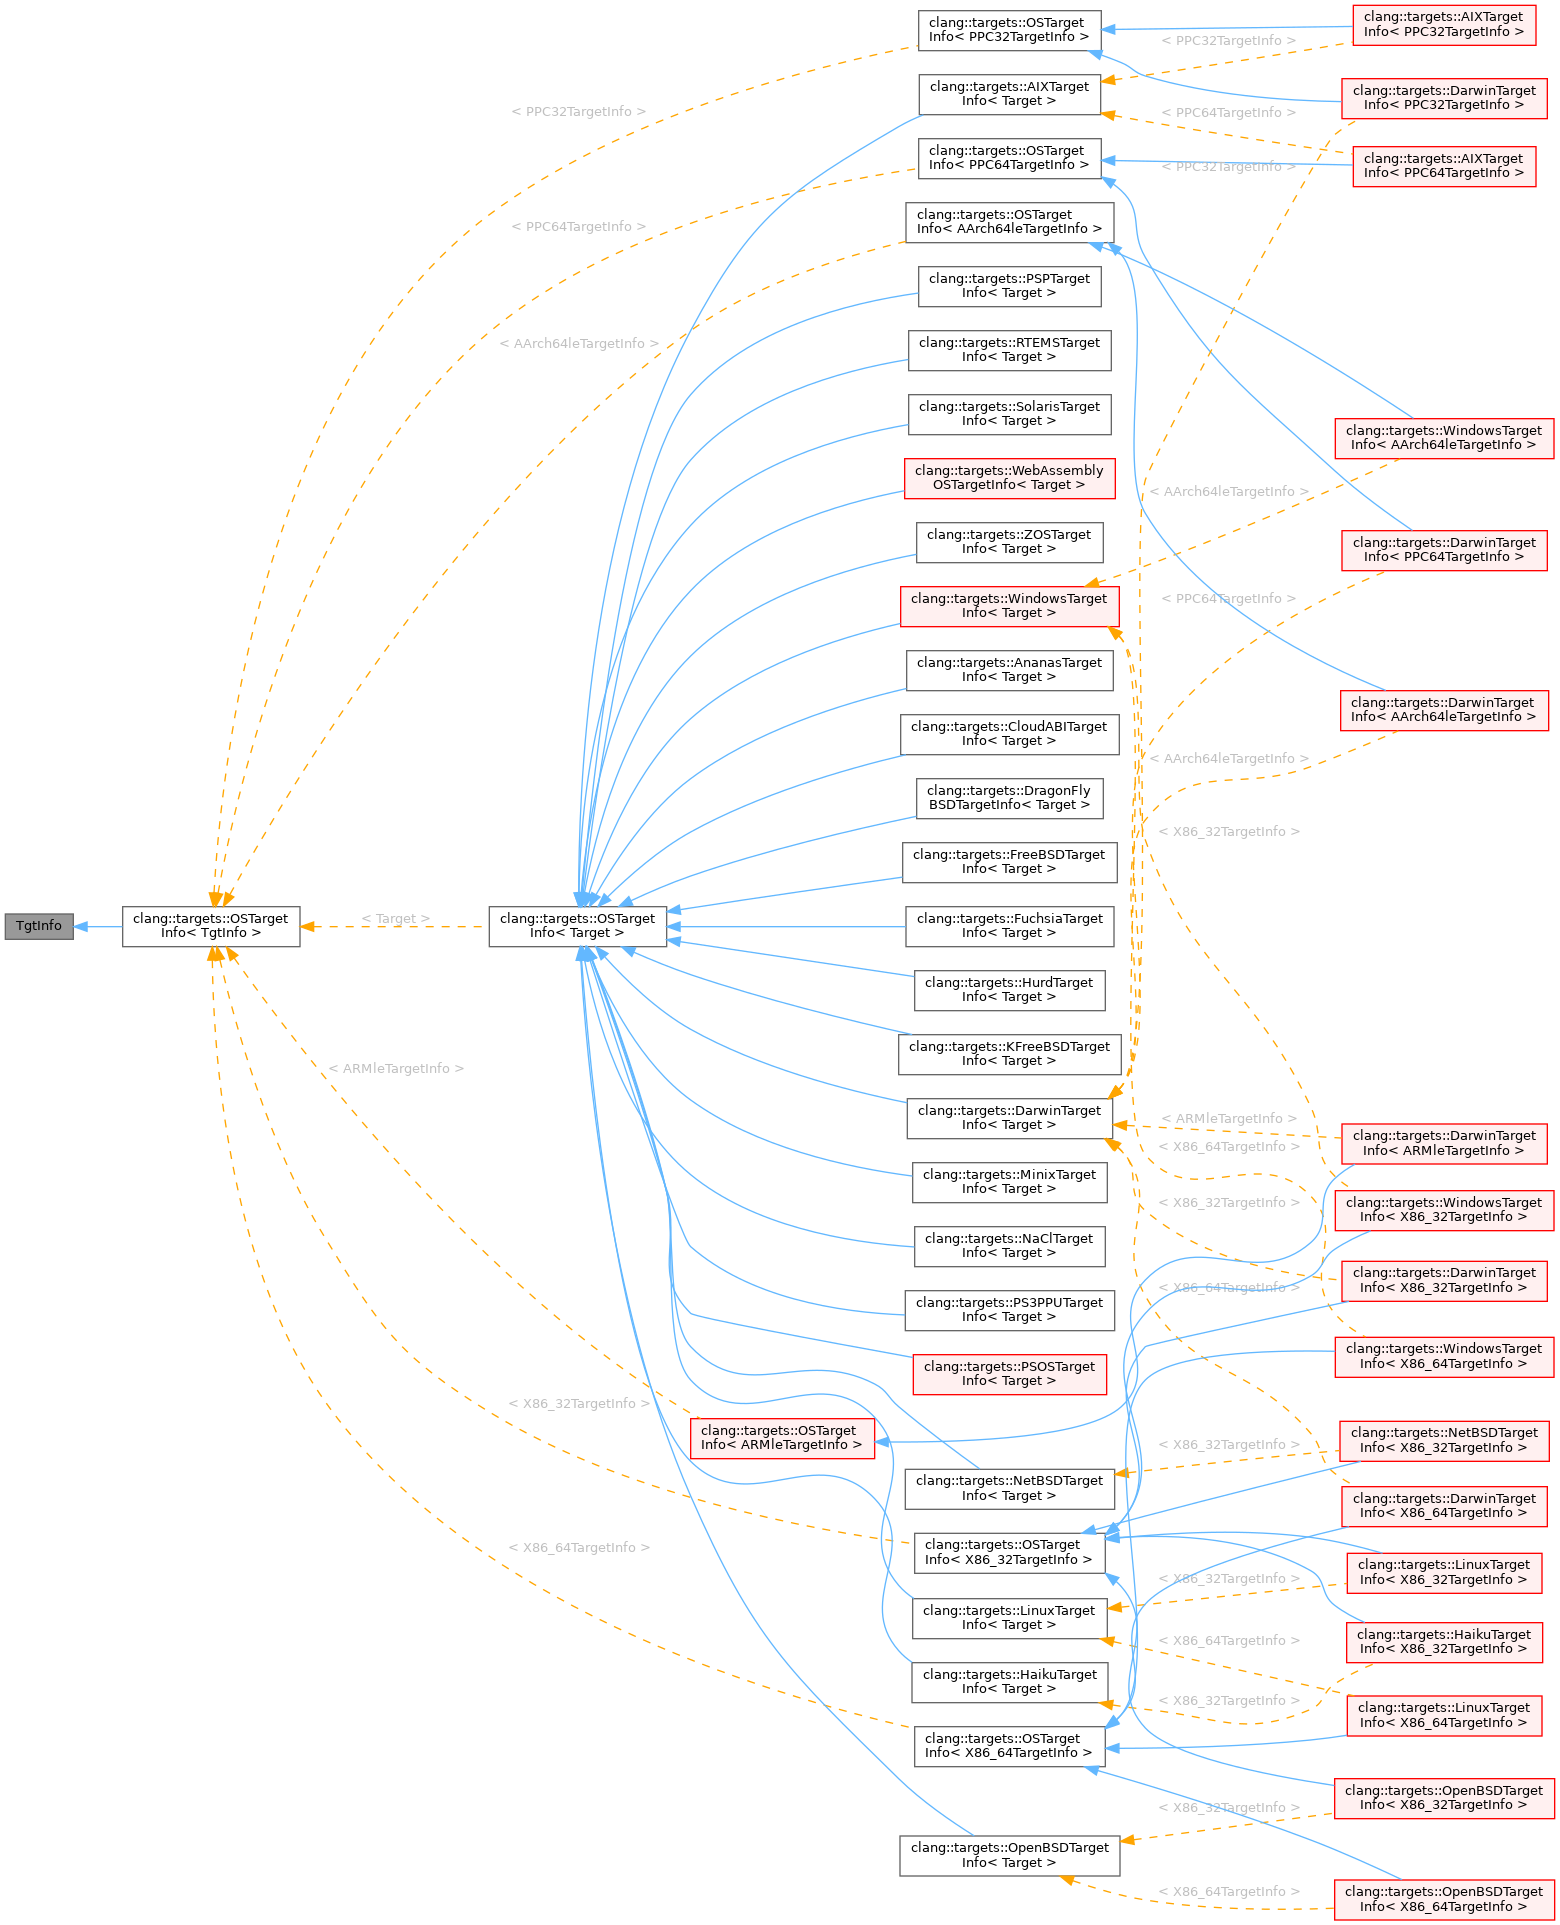 TgtInfo
clang::targets::OSTarget
Info< TgtInfo >
< PPC32TargetInfo >
< PPC64TargetInfo >
< AArch64leTargetInfo >
< Target >
< ARMleTargetInfo >
< X86_32TargetInfo >
< X86_64TargetInfo >
clang::targets::OSTarget
Info< Target >
clang::targets::OSTarget
Info< ARMleTargetInfo >
clang::targets::OSTarget
Info< PPC32TargetInfo >
clang::targets::AIXTarget
Info< Target >
clang::targets::OSTarget
Info< PPC64TargetInfo >
clang::targets::OSTarget
Info< AArch64leTargetInfo >
clang::targets::PSPTarget
Info< Target >
clang::targets::RTEMSTarget
Info< Target >
clang::targets::SolarisTarget
Info< Target >
clang::targets::WebAssembly
OSTargetInfo< Target >
clang::targets::ZOSTarget
Info< Target >
clang::targets::WindowsTarget
Info< Target >
clang::targets::AnanasTarget
Info< Target >
clang::targets::CloudABITarget
Info< Target >
clang::targets::DragonFly
BSDTargetInfo< Target >
clang::targets::FreeBSDTarget
Info< Target >
clang::targets::FuchsiaTarget
Info< Target >
clang::targets::HurdTarget
Info< Target >
clang::targets::KFreeBSDTarget
Info< Target >
clang::targets::DarwinTarget
Info< Target >
clang::targets::MinixTarget
Info< Target >
clang::targets::NaClTarget
Info< Target >
clang::targets::PS3PPUTarget
Info< Target >
clang::targets::PSOSTarget
Info< Target >
clang::targets::NetBSDTarget
Info< Target >
clang::targets::OSTarget
Info< X86_32TargetInfo >
clang::targets::LinuxTarget
Info< Target >
clang::targets::HaikuTarget
Info< Target >
clang::targets::OSTarget
Info< X86_64TargetInfo >
clang::targets::OpenBSDTarget
Info< Target >
< PPC32TargetInfo >
< PPC64TargetInfo >
< PPC32TargetInfo >
< AArch64leTargetInfo >
< PPC64TargetInfo >
< AArch64leTargetInfo >
< X86_32TargetInfo >
< ARMleTargetInfo >
< X86_64TargetInfo >
< X86_32TargetInfo >
< X86_64TargetInfo >
< X86_32TargetInfo >
< X86_32TargetInfo >
< X86_64TargetInfo >
< X86_32TargetInfo >
< X86_32TargetInfo >
< X86_64TargetInfo >
clang::targets::AIXTarget
Info< PPC32TargetInfo >
clang::targets::DarwinTarget
Info< PPC32TargetInfo >
clang::targets::AIXTarget
Info< PPC64TargetInfo >
clang::targets::WindowsTarget
Info< AArch64leTargetInfo >
clang::targets::DarwinTarget
Info< PPC64TargetInfo >
clang::targets::DarwinTarget
Info< AArch64leTargetInfo >
clang::targets::DarwinTarget
Info< ARMleTargetInfo >
clang::targets::WindowsTarget
Info< X86_32TargetInfo >
clang::targets::DarwinTarget
Info< X86_32TargetInfo >
clang::targets::WindowsTarget
Info< X86_64TargetInfo >
clang::targets::NetBSDTarget
Info< X86_32TargetInfo >
clang::targets::DarwinTarget
Info< X86_64TargetInfo >
clang::targets::LinuxTarget
Info< X86_32TargetInfo >
clang::targets::HaikuTarget
Info< X86_32TargetInfo >
clang::targets::LinuxTarget
Info< X86_64TargetInfo >
clang::targets::OpenBSDTarget
Info< X86_32TargetInfo >
clang::targets::OpenBSDTarget
Info< X86_64TargetInfo >